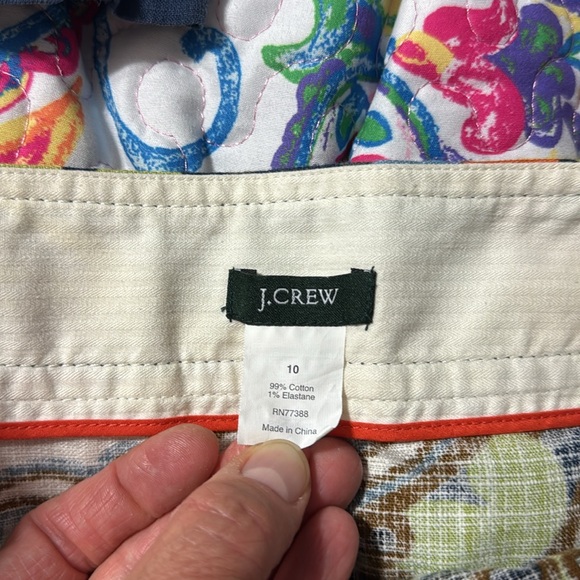 J.CREW
10
99% Cotton
1% Elastane
RN77388
Made in China